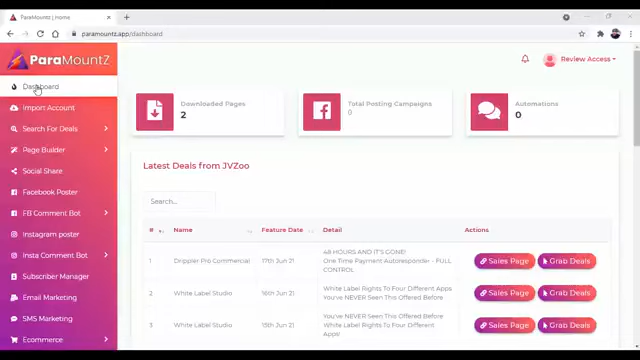 ParaMountz | Home
paramountz.app/dashboard
ParaMountZ
Review Access
Dashboard
Import Account
Search For Deals
Page Builder
Social Share
Facebook Poster
FB Comment Bot
Instagram poster
Insta Comment Bot
Subscriber Manager
Email Marketing
SMS Marketing
Ecommerce
Downloaded Pages
2
Total Posting Campaigns
0
Automations
0
Latest Deals from JVZoo
Search...
# Name Feature Date Detail Actions
1 Drippler Pro Commercial 17th Jun 21 48 HOURS AND IT'S GONE!
One Time Payment Autoresponder - FULL
CONTROL
Sales Page Grab Deals
2 White Label Studio 16th Jun 21 White Label Rights To Four Different Apps
You've NEVER Seen This Offered Before
Sales Page Grab Deals
3 White Label Studio 15th Jun 21 You've NEVER Seen This Offered Before
White Label Rights To Four Different
Apps!
Sales Page Grab Deals